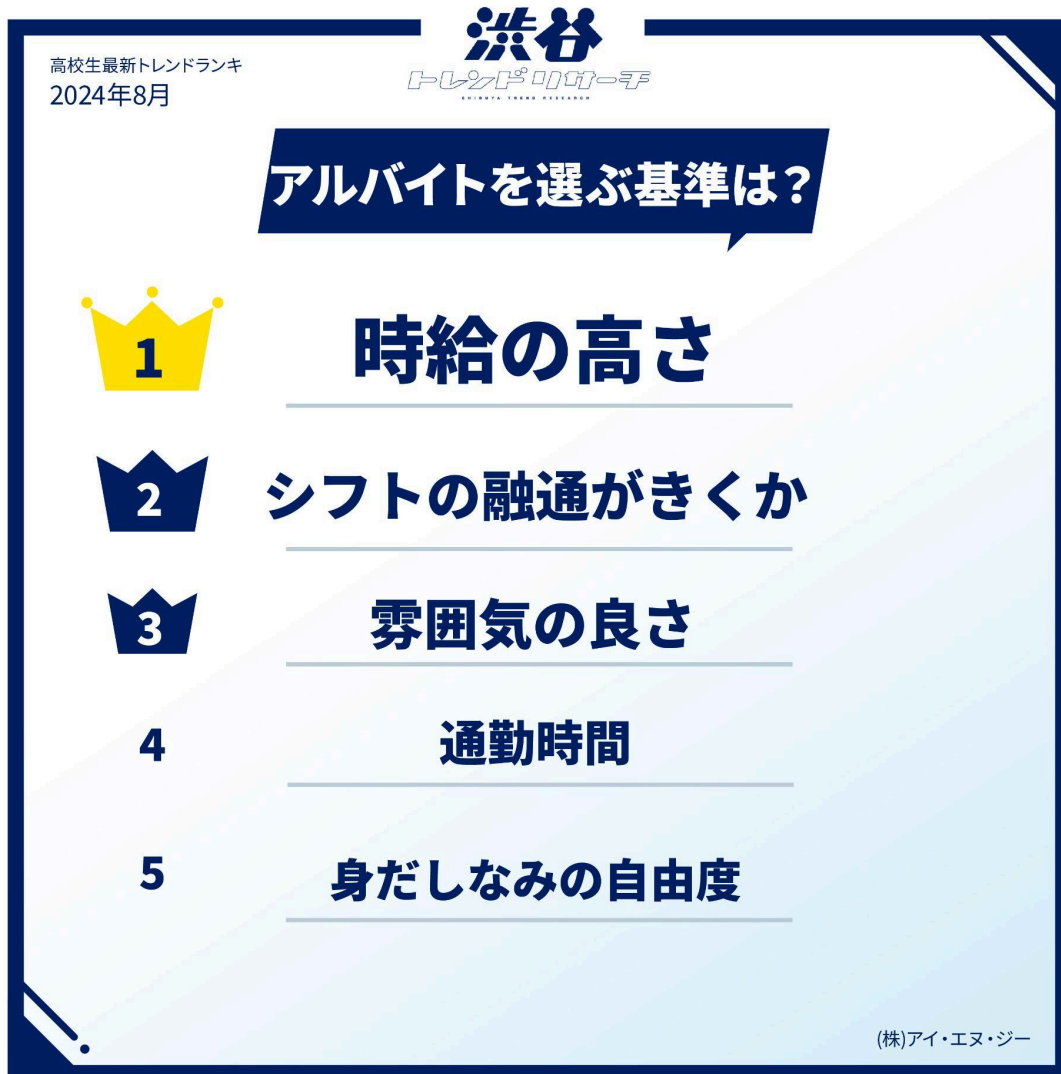 渋谷
トレンドリサーチ
SHIBUYA TREND RESEARCH
高校生最新トレンドランキ
2024年8月
アルバイトを選ぶ基準は？
1 時給の高さ
2 シフトの融通がきくか
3 雰囲気の良さ
4 通勤時間
5 身だしなみの自由度
(株)アイ・エヌ・ジー